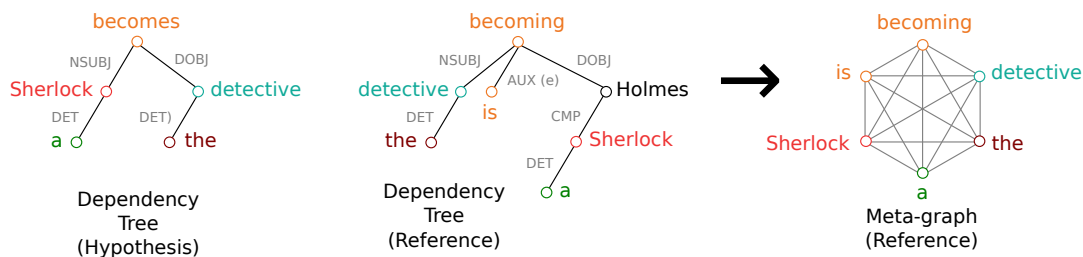 becomes
NSUBJ
DOBJ
Sherlock
detective
DET
DET)
a
the
Dependency
Tree
(Hypothesis)
becoming
NSUBJ
AUX (e)
DOBJ
detective
is
Holmes
DET
CMP
the
Sherlock
DET
a
Dependency
Tree
(Reference)
becoming
is
detective
Sherlock
the
a
Meta-graph
(Reference)